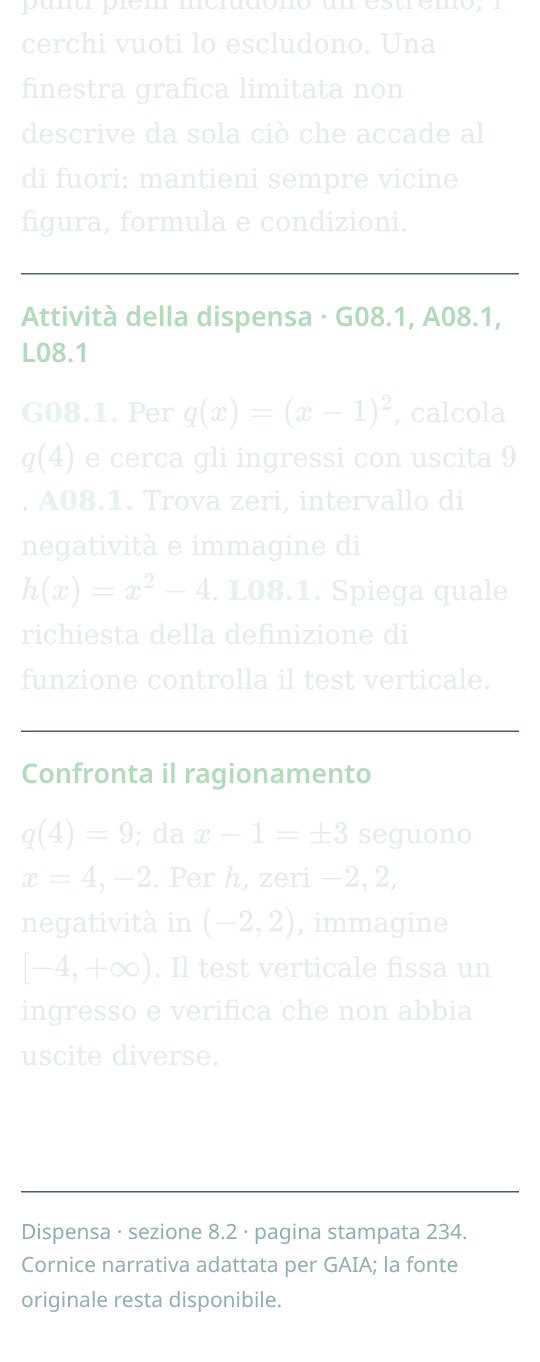 punti pieni includono un estremo; i
cerchi vuoti lo escludono. Una
finestra grafica limitata non
descrive da sola ciò che accade al
di fuori: mantieni sempre vicine
figura, formula e condizioni.
Attività della dispensa · G08.1, A08.1,
L08.1
G08.1. Per q(x) = (x − 1)², calcola
q(4) e cerca gli ingressi con uscita 9
. A08.1. Trova zeri, intervallo di
negatività e immagine di
h(x) = x² − 4. L08.1. Spiega quale
richiesta della definizione di
funzione controlla il test verticale.
Confronta il ragionamento
q(4) = 9; da x − 1 = ±3 seguono
x = 4, −2. Per h, zeri −2, 2,
negatività in (−2, 2), immagine
[−4, +∞). Il test verticale fissa un
ingresso e verifica che non abbia
uscite diverse.
Dispensa · sezione 8.2 · pagina stampata 234.
Cornice narrativa adattata per GAIA; la fonte
originale resta disponibile.